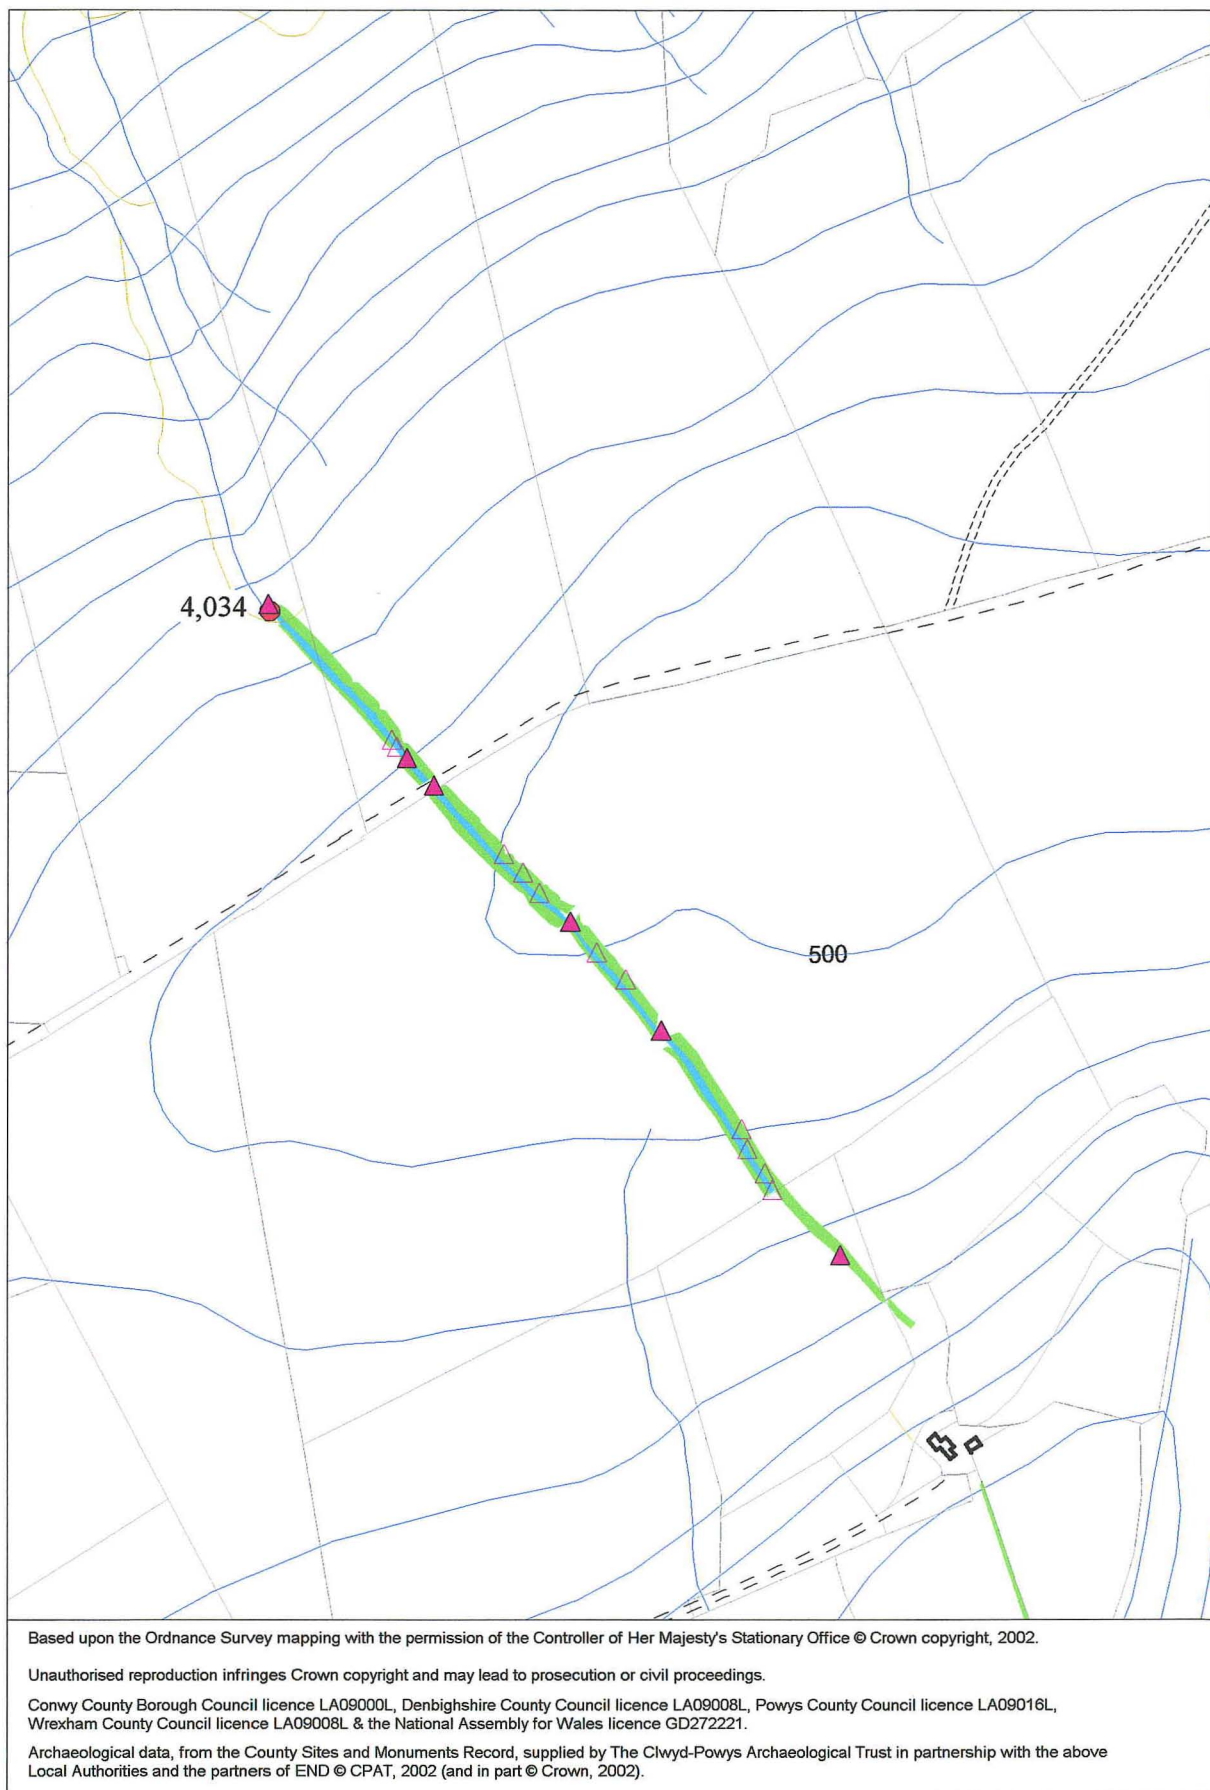 4,034
500
Based upon the Ordnance Survey mapping with the permission of the Controller of Her Majesty's Stationary Office © Crown copyright, 2002.
Unauthorised reproduction infringes Crown copyright and may lead to prosecution or civil proceedings.
Conwy County Borough Council licence LA09000L, Denbighshire County Council licence LA09008L, Powys County Council licence LA09016L,
Wrexham County Council licence LA09008L & the National Assembly for Wales licence GD272221.
Archaeological data, from the County Sites and Monuments Record, supplied by The Clwyd-Powys Archaeological Trust in partnership with the above
Local Authorities and the partners of END © CPAT, 2002 (and in part © Crown, 2002).